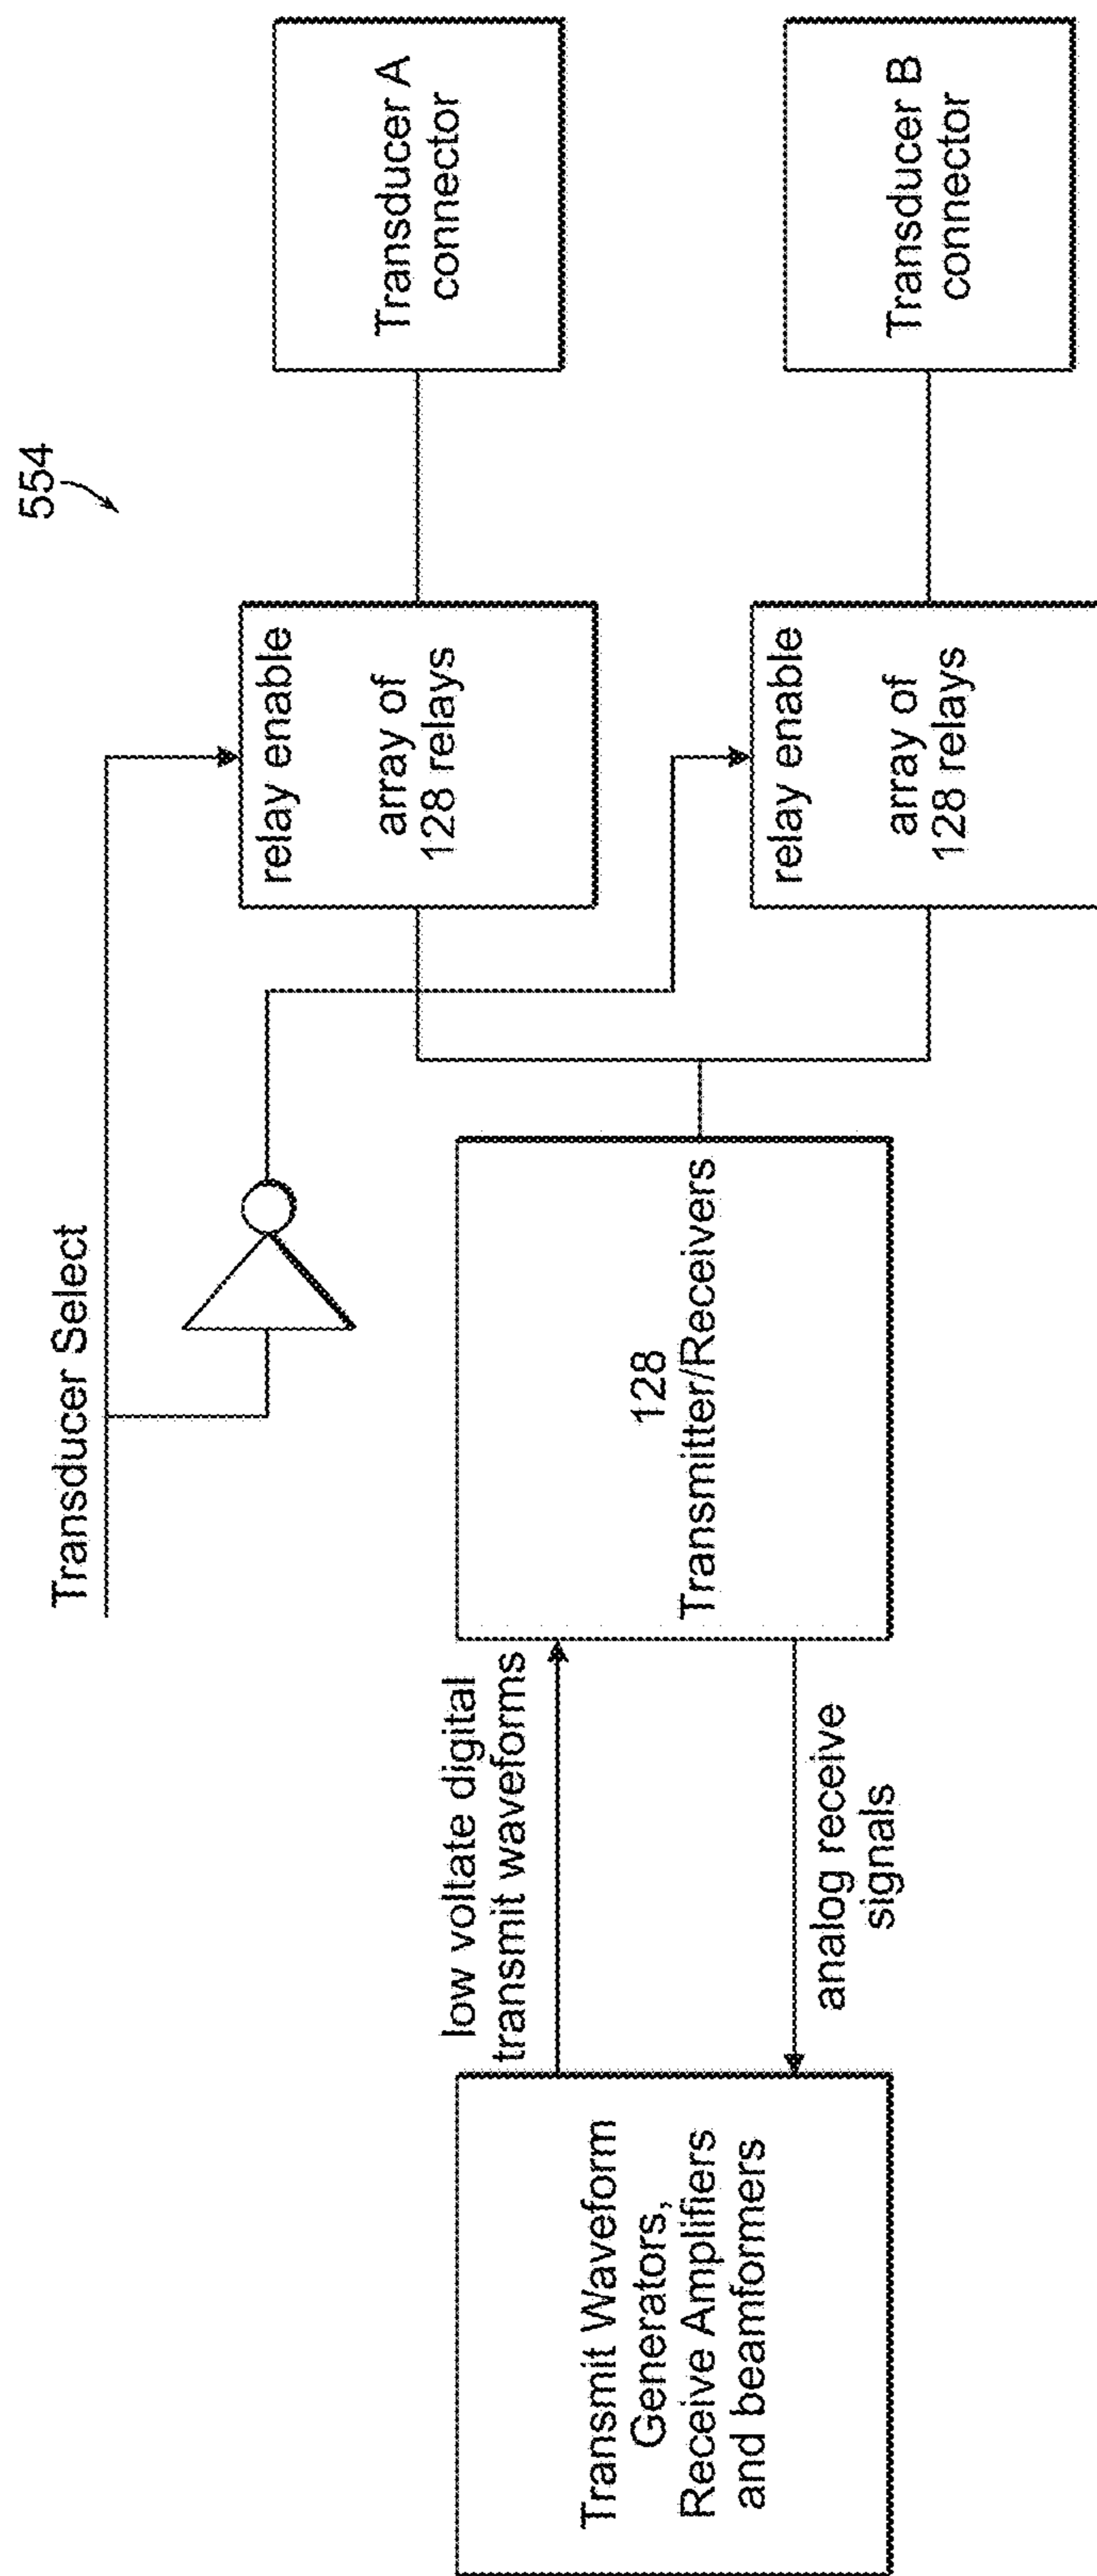 554
Transducer Select
Transmit Waveform
Generators,
Receive Amplifiers
and beamformers
low voltate digital
transmit waveforms
analog receive
signals
128
Transmitter/Receivers
relay enable
array of
128 relays
relay enable
array of
128 relays
Transducer A
connector
Transducer B
connector